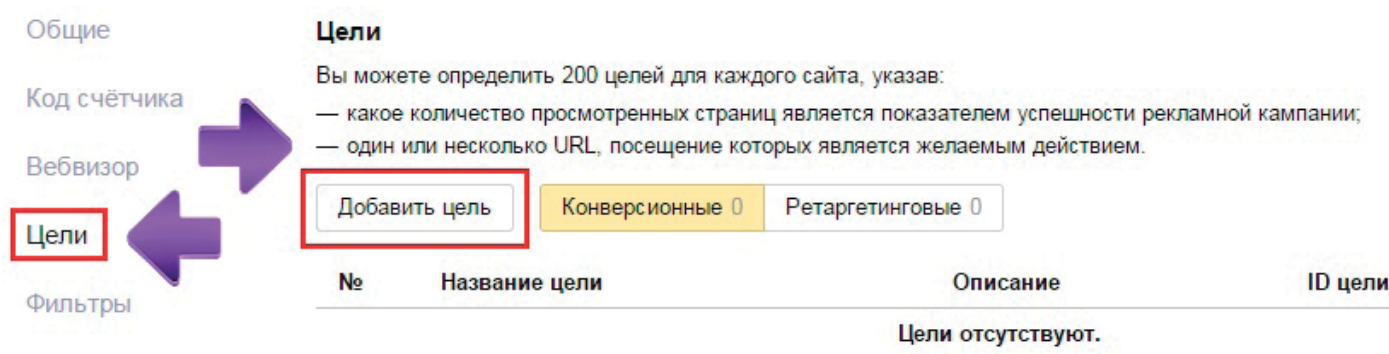 Общие
Код счётчика
Вебвизор
Цели
Фильтры
Цели
Вы можете определить 200 целей для каждого сайта, указав:
— какое количество просмотренных страниц является показателем успешности рекламной кампании;
— один или несколько URL, посещение которых является желаемым действием.
Добавить цель Конверсионные 0 Ретаргетинговые 0
№ Название цели Описание ID цели
Цели отсутствуют.